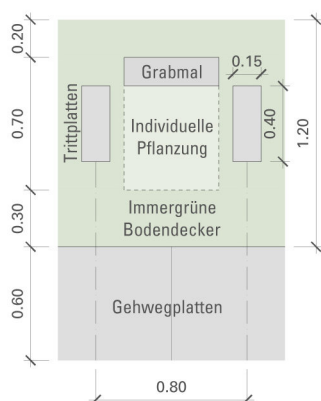 0.20
0.15
Grabmal
Trittplatten
0.70
Individuelle
Pflanzung
0.40
1.20
0.30
Immergrüne
Bodendecker
0.60
Gehwegplatten
0.80